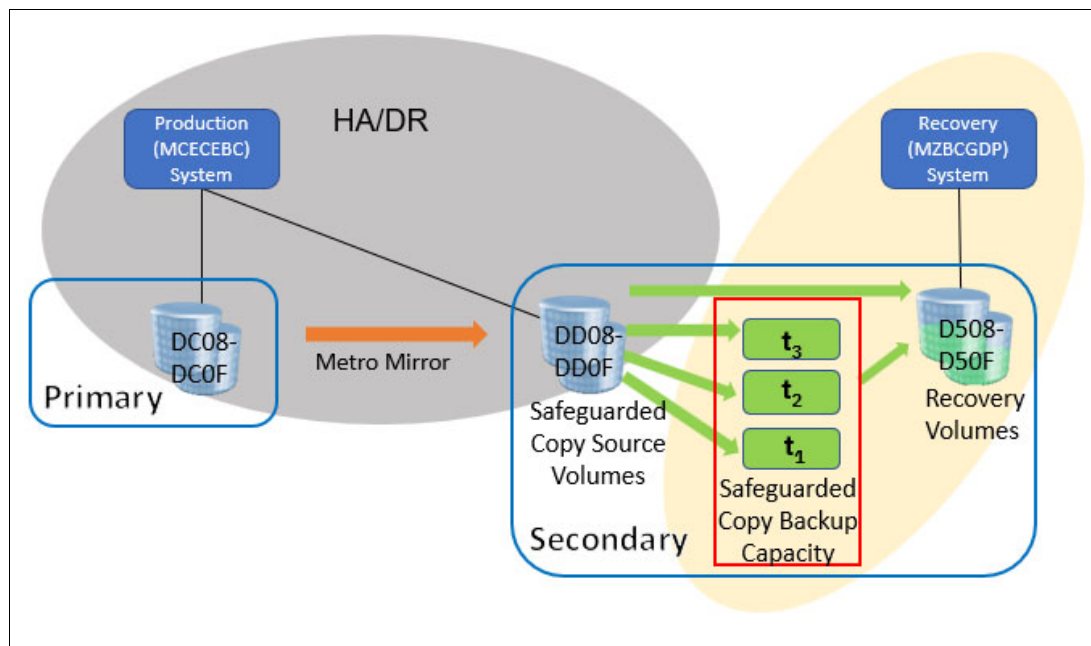 HA/DR
Production
(MCECEBC)
System
Recovery
(MZBCGDP)
System
DC08-
DC0F
Primary
Metro Mirror
DD08-
DD0F
Safeguarded
Copy Source
Volumes
t3
t2
t1
Safeguarded
Copy Backup
Capacity
D508-
D50F
Recovery
Volumes
Secondary